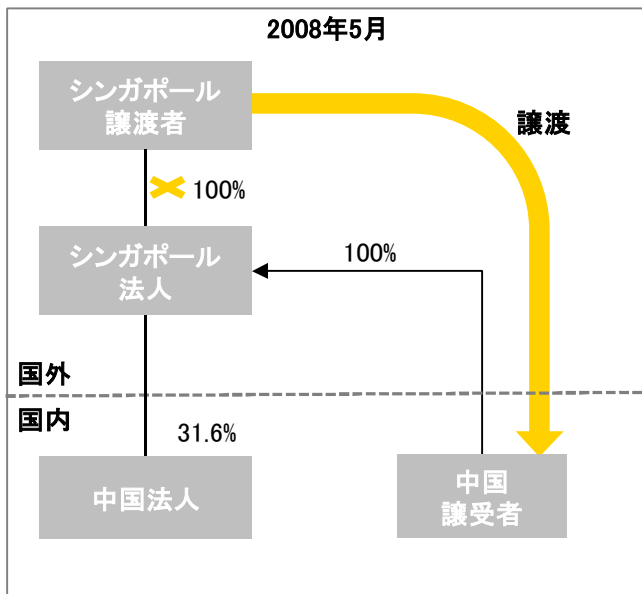 2008年5月
シンガポール
譲渡者
譲渡
100%
シンガポール
法人
100%
国外
国内
31.6%
中国法人
中国
譲受者